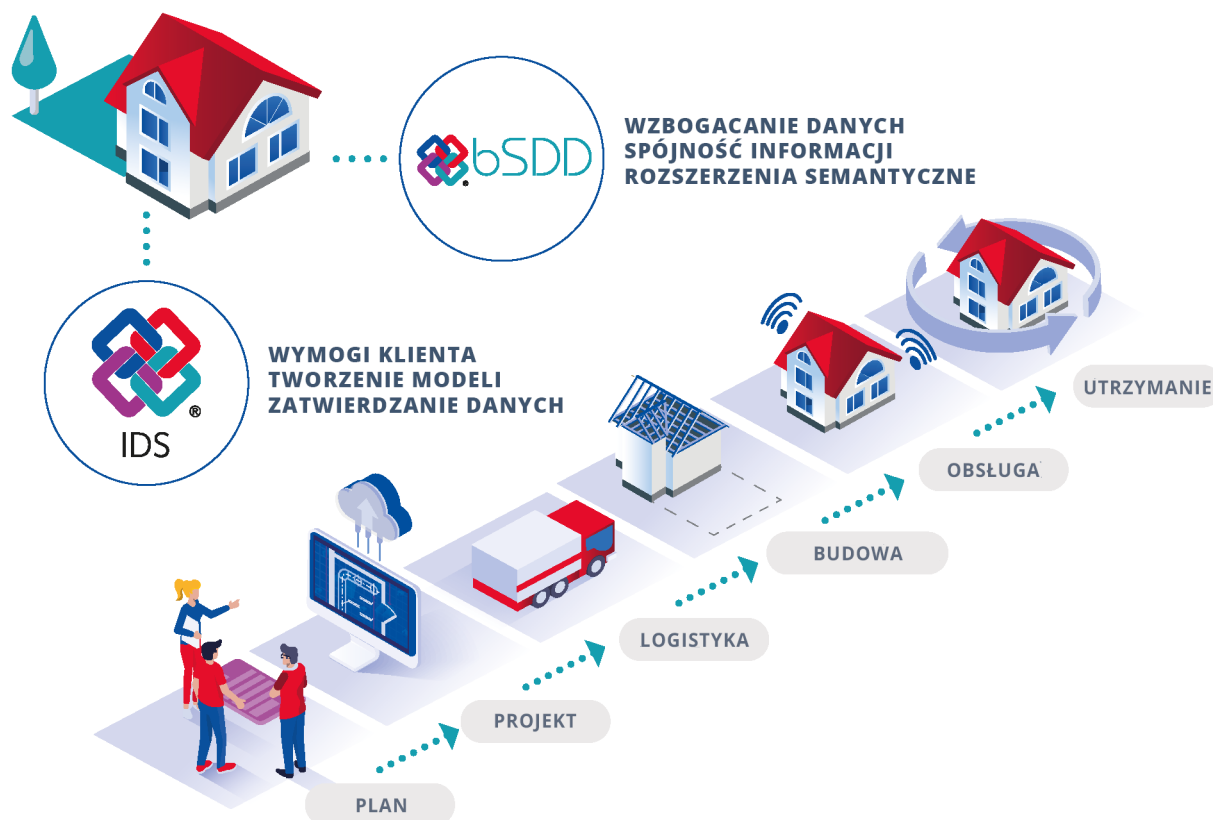 bSDD
®
WZBOGACANIE DANYCH
SPÓJNOŚĆ INFORMACJI
ROZSZERZENIA SEMANTYCZNE
®
IDS
WYMOGI KLIENTA
TWORZENIE MODELI
ZATWIERDZANIE DANYCH
UTRZYMANIE
OBSŁUGA
BUDOWA
LOGISTYKA
PROJEKT
PLAN